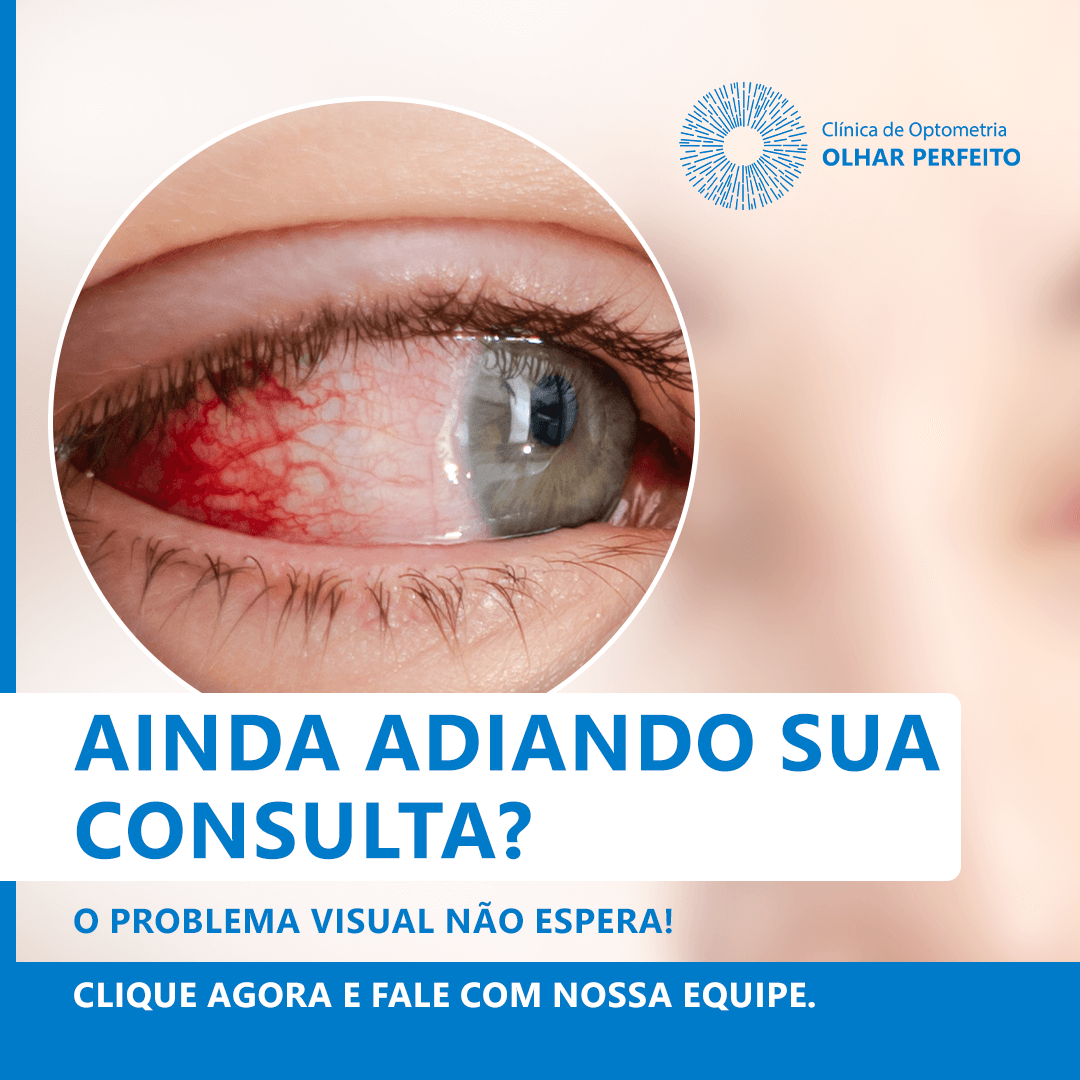 Clínica de Optometria
OLHAR PERFEITO
AINDA ADIANDO SUA
CONSULTA?
O PROBLEMA VISUAL NÃO ESPERA!
CLIQUE AGORA E FALE COM NOSSA EQUIPE.